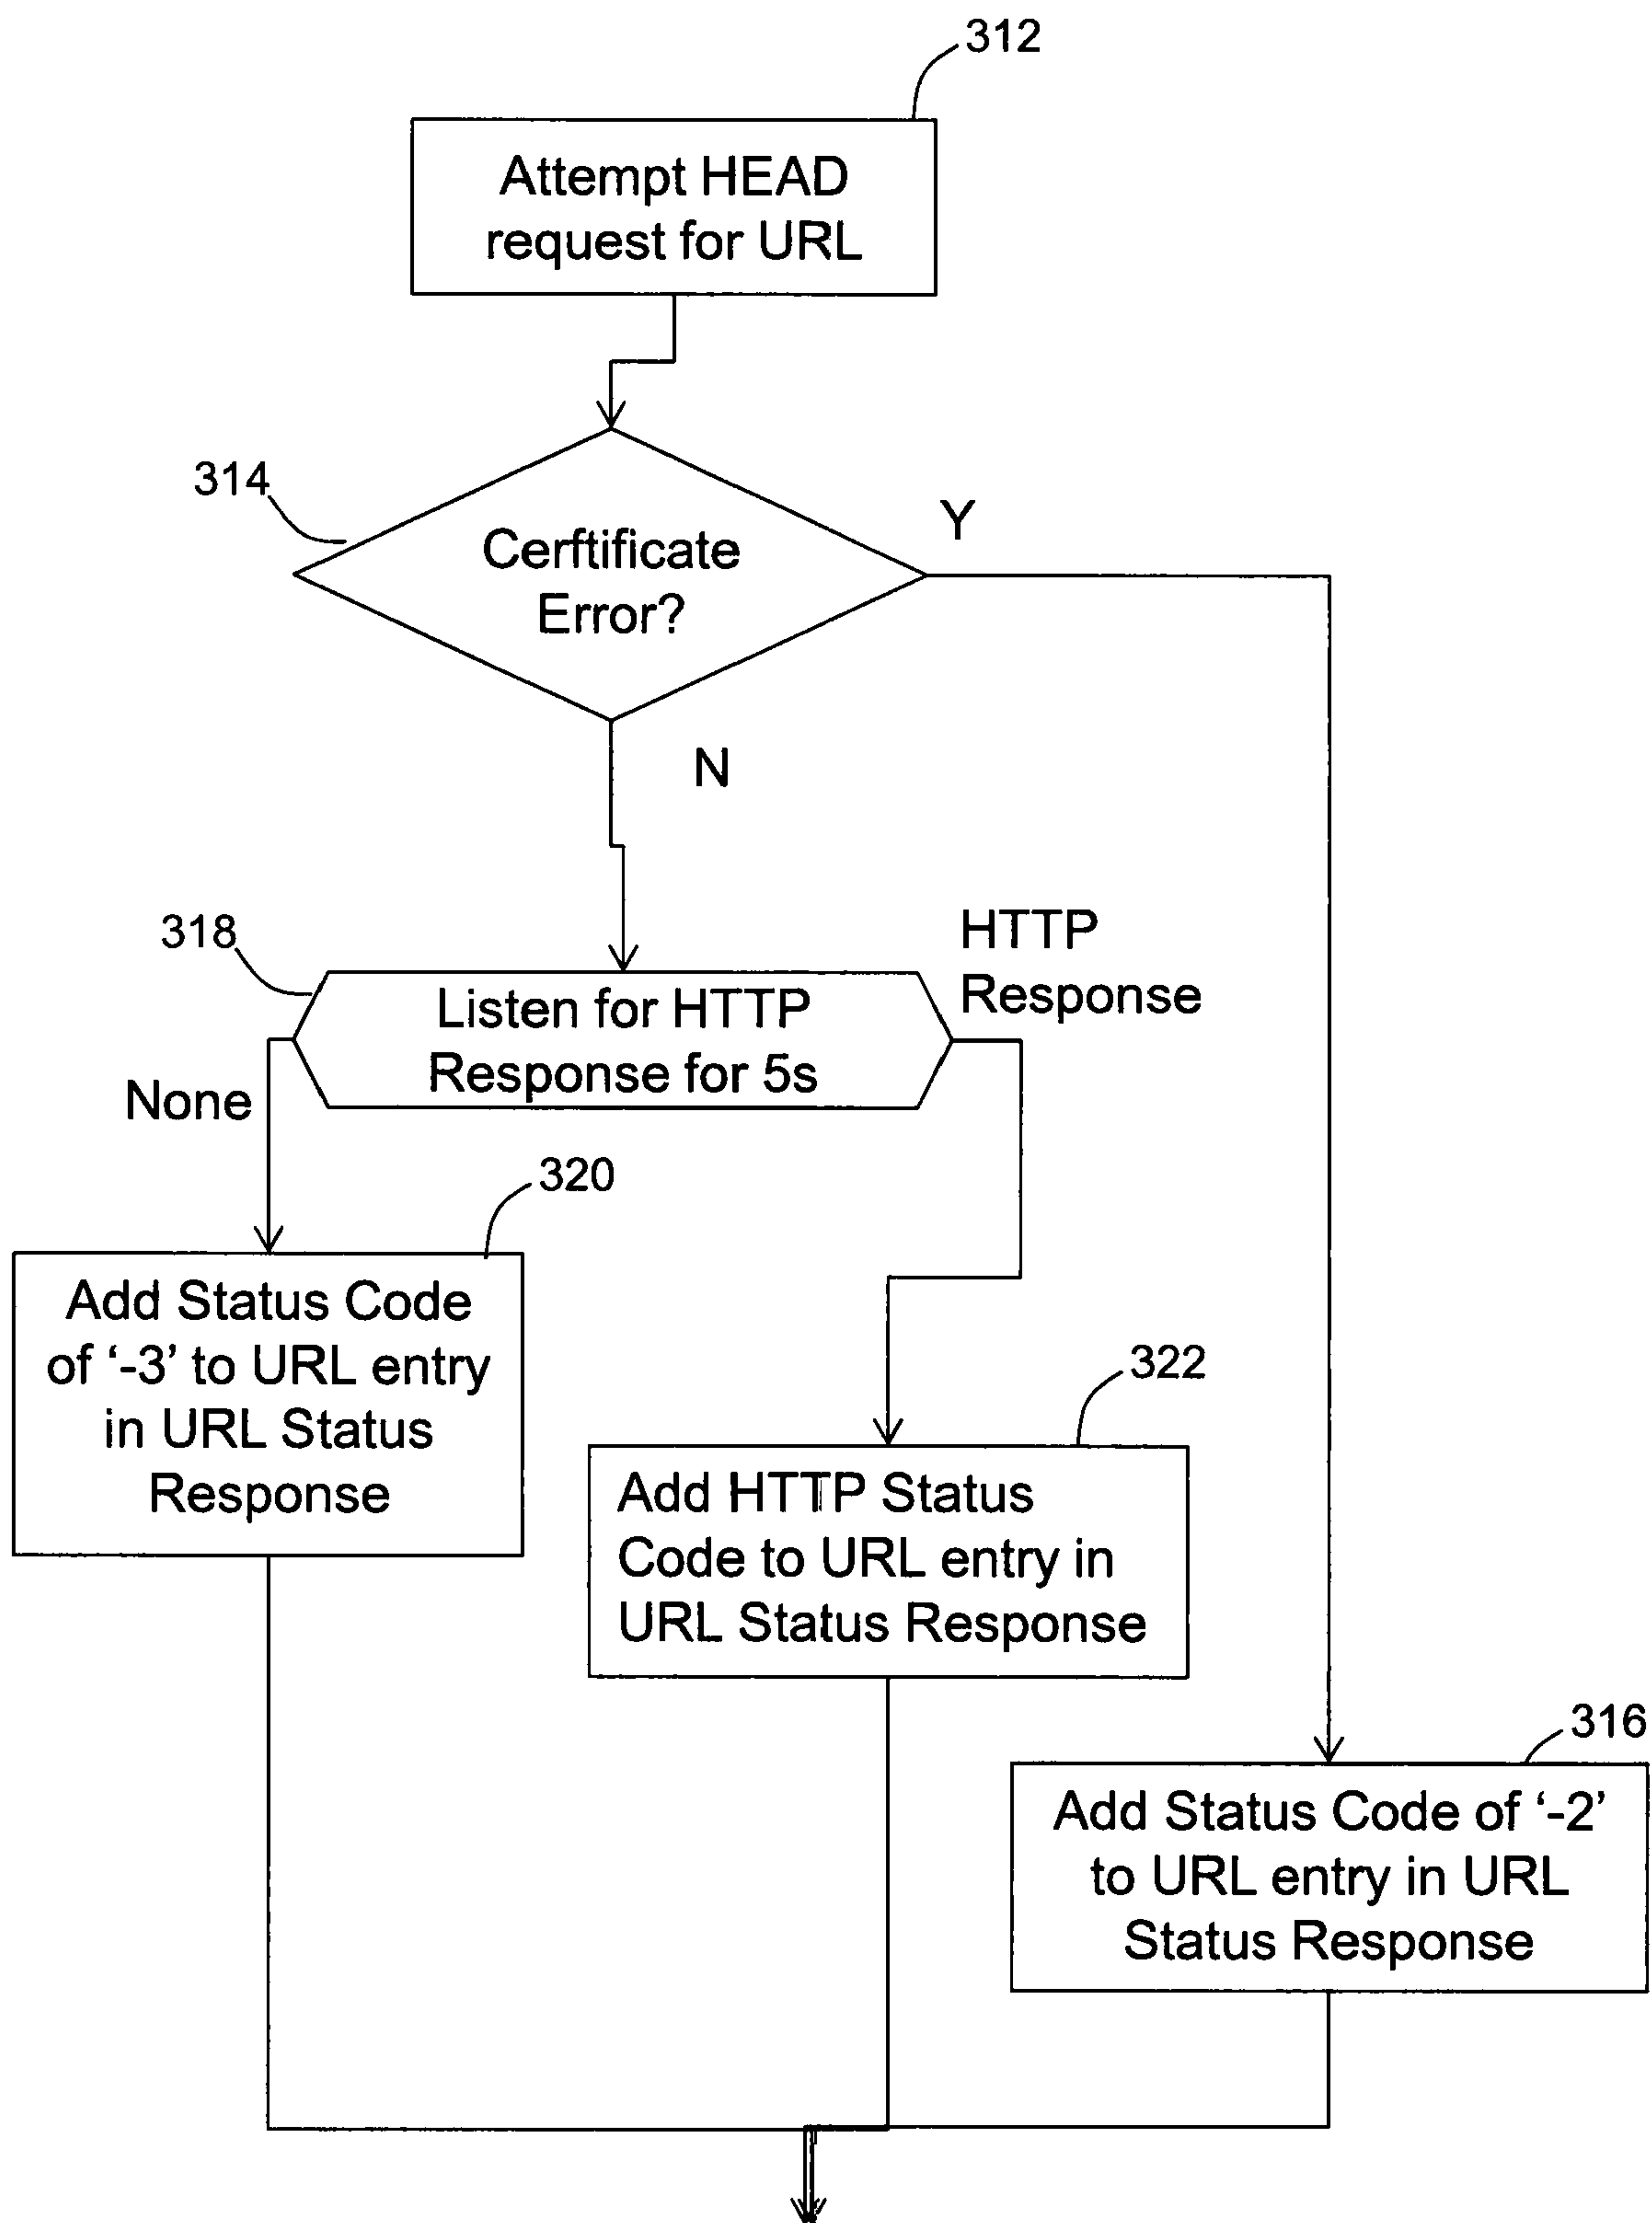 312
Attempt HEAD
request for URL
314
Cerftificate
Error?
Y
N
318
Listen for HTTP
Response for 5s
HTTP
Response
None
320
Add Status Code
of ‘-3’ to URL entry
in URL Status
Response
322
Add HTTP Status
Code to URL entry in
URL Status Response
316
Add Status Code of ‘-2’
to URL entry in URL
Status Response